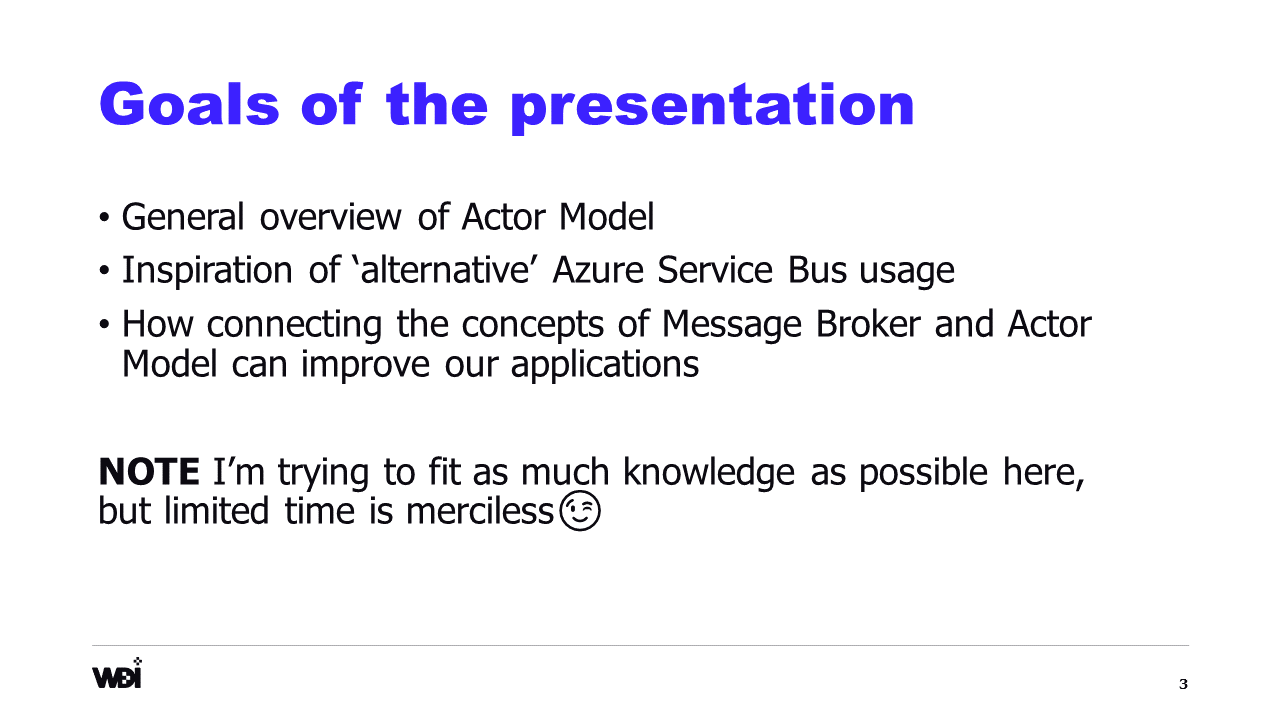 Goals of the presentation
• General overview of Actor Model
• Inspiration of ‘alternative’ Azure Service Bus usage
• How connecting the concepts of Message Broker and Actor
Model can improve our applications
NOTE I’m trying to fit as much knowledge as possible here,
but limited time is merciless😉
WDI
3